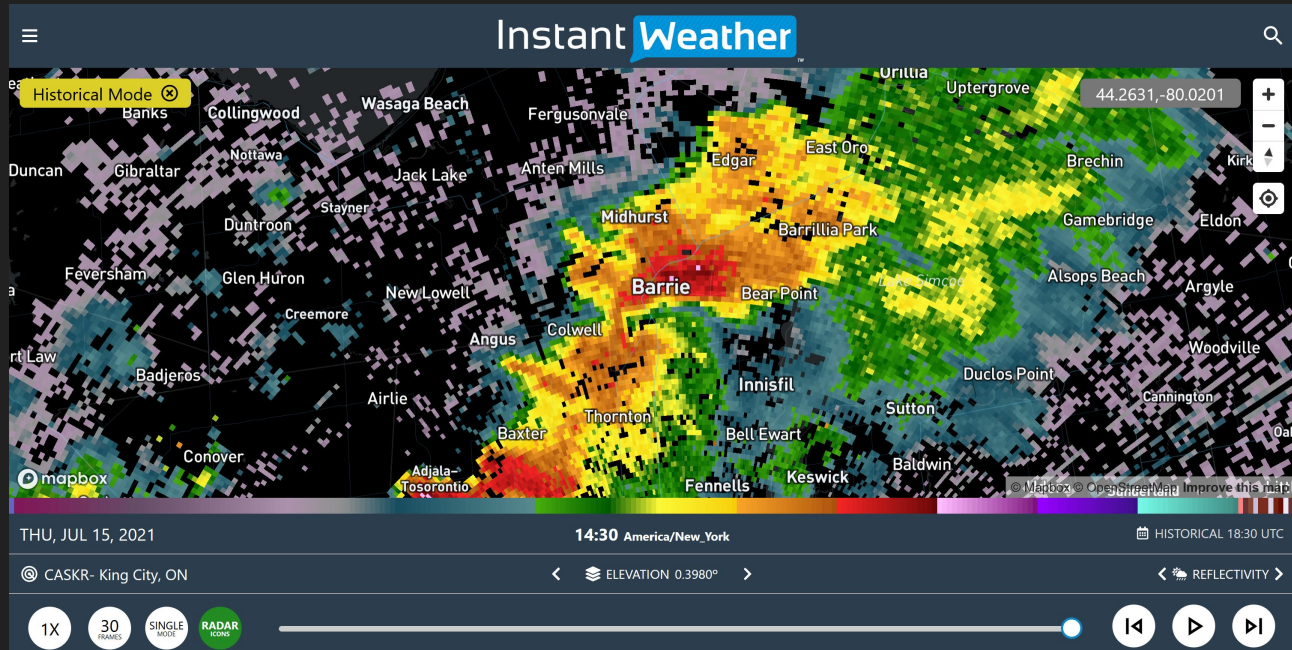 Instant Weather
Historical Mode
44.2631,-80.0201
Orillia
Uptergrove
Wasaga Beach
Banks
Collingwood
Fergusonvale
Nottawa
Edgar
East Oro
Brechin
Duncan
Gibraltar
Jack Lake
Anten Mills
Stayner
Duntroon
Midhurst
Barrillia Park
Gamebridge
Eldon
Feversham
Glen Huron
New Lowell
Barrie
Bear Point
Lake Simcoe
Alsops Beach
Argyle
Creemore
Angus
Colwell
Woodville
Badjeros
Airlie
Innisfil
Duclos Point
Cannington
Thornton
Sutton
Baxter
Bell Ewart
Conover
Adjala-
Tosorontio
Fennells
Keswick
Baldwin
mapbox
© Mapbox © OpenStreetMap Improve this map
THU, JUL 15, 2021
14:30 America/New_York
HISTORICAL 18:30 UTC
CASKR- King City, ON
ELEVATION 0.3980º
REFLECTIVITY
1X
30
FRAMES
SINGLE
MODE
RADAR
ICONS